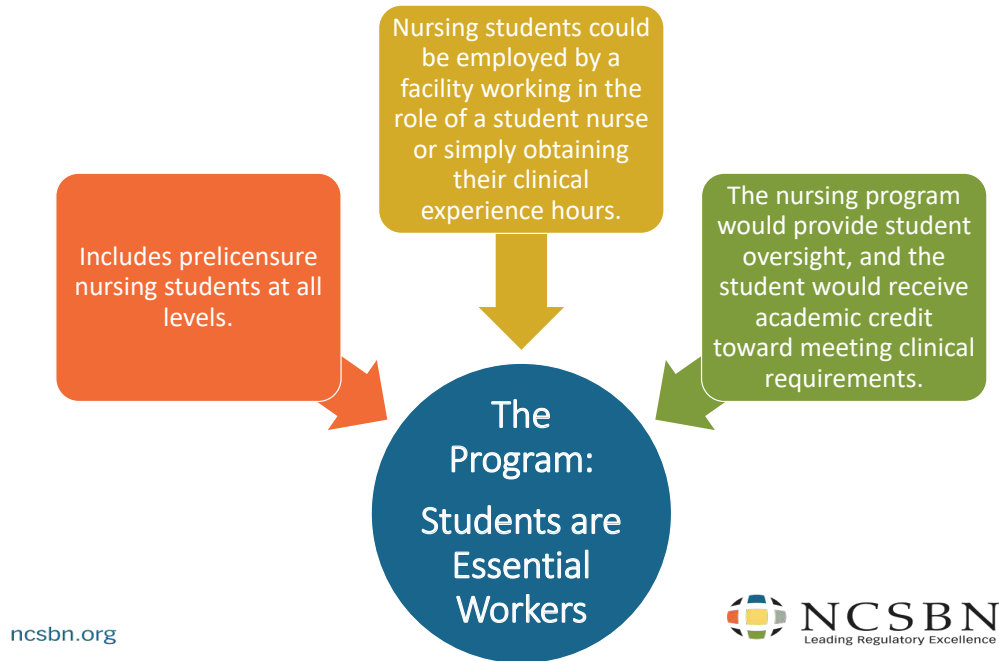 Nursing students could
be employed by a
facility working in the
role of a student nurse
or simply obtaining
their clinical
experience hours.
Includes prelicensure
nursing students at all
levels.
The nursing program
would provide student
oversight, and the
student would receive
academic credit
toward meeting clinical
requirements.
The
Program:
Students are
Essential
Workers
ncsbn.org
NCSBN
Leading Regulatory Excellence